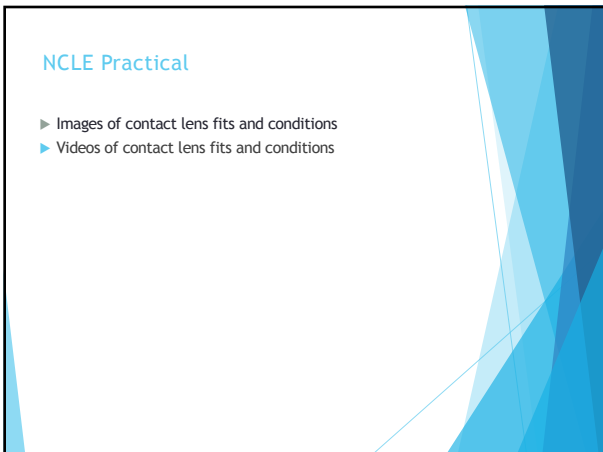 NCLE Practical
Images of contact lens fits and conditions
Videos of contact lens fits and conditions